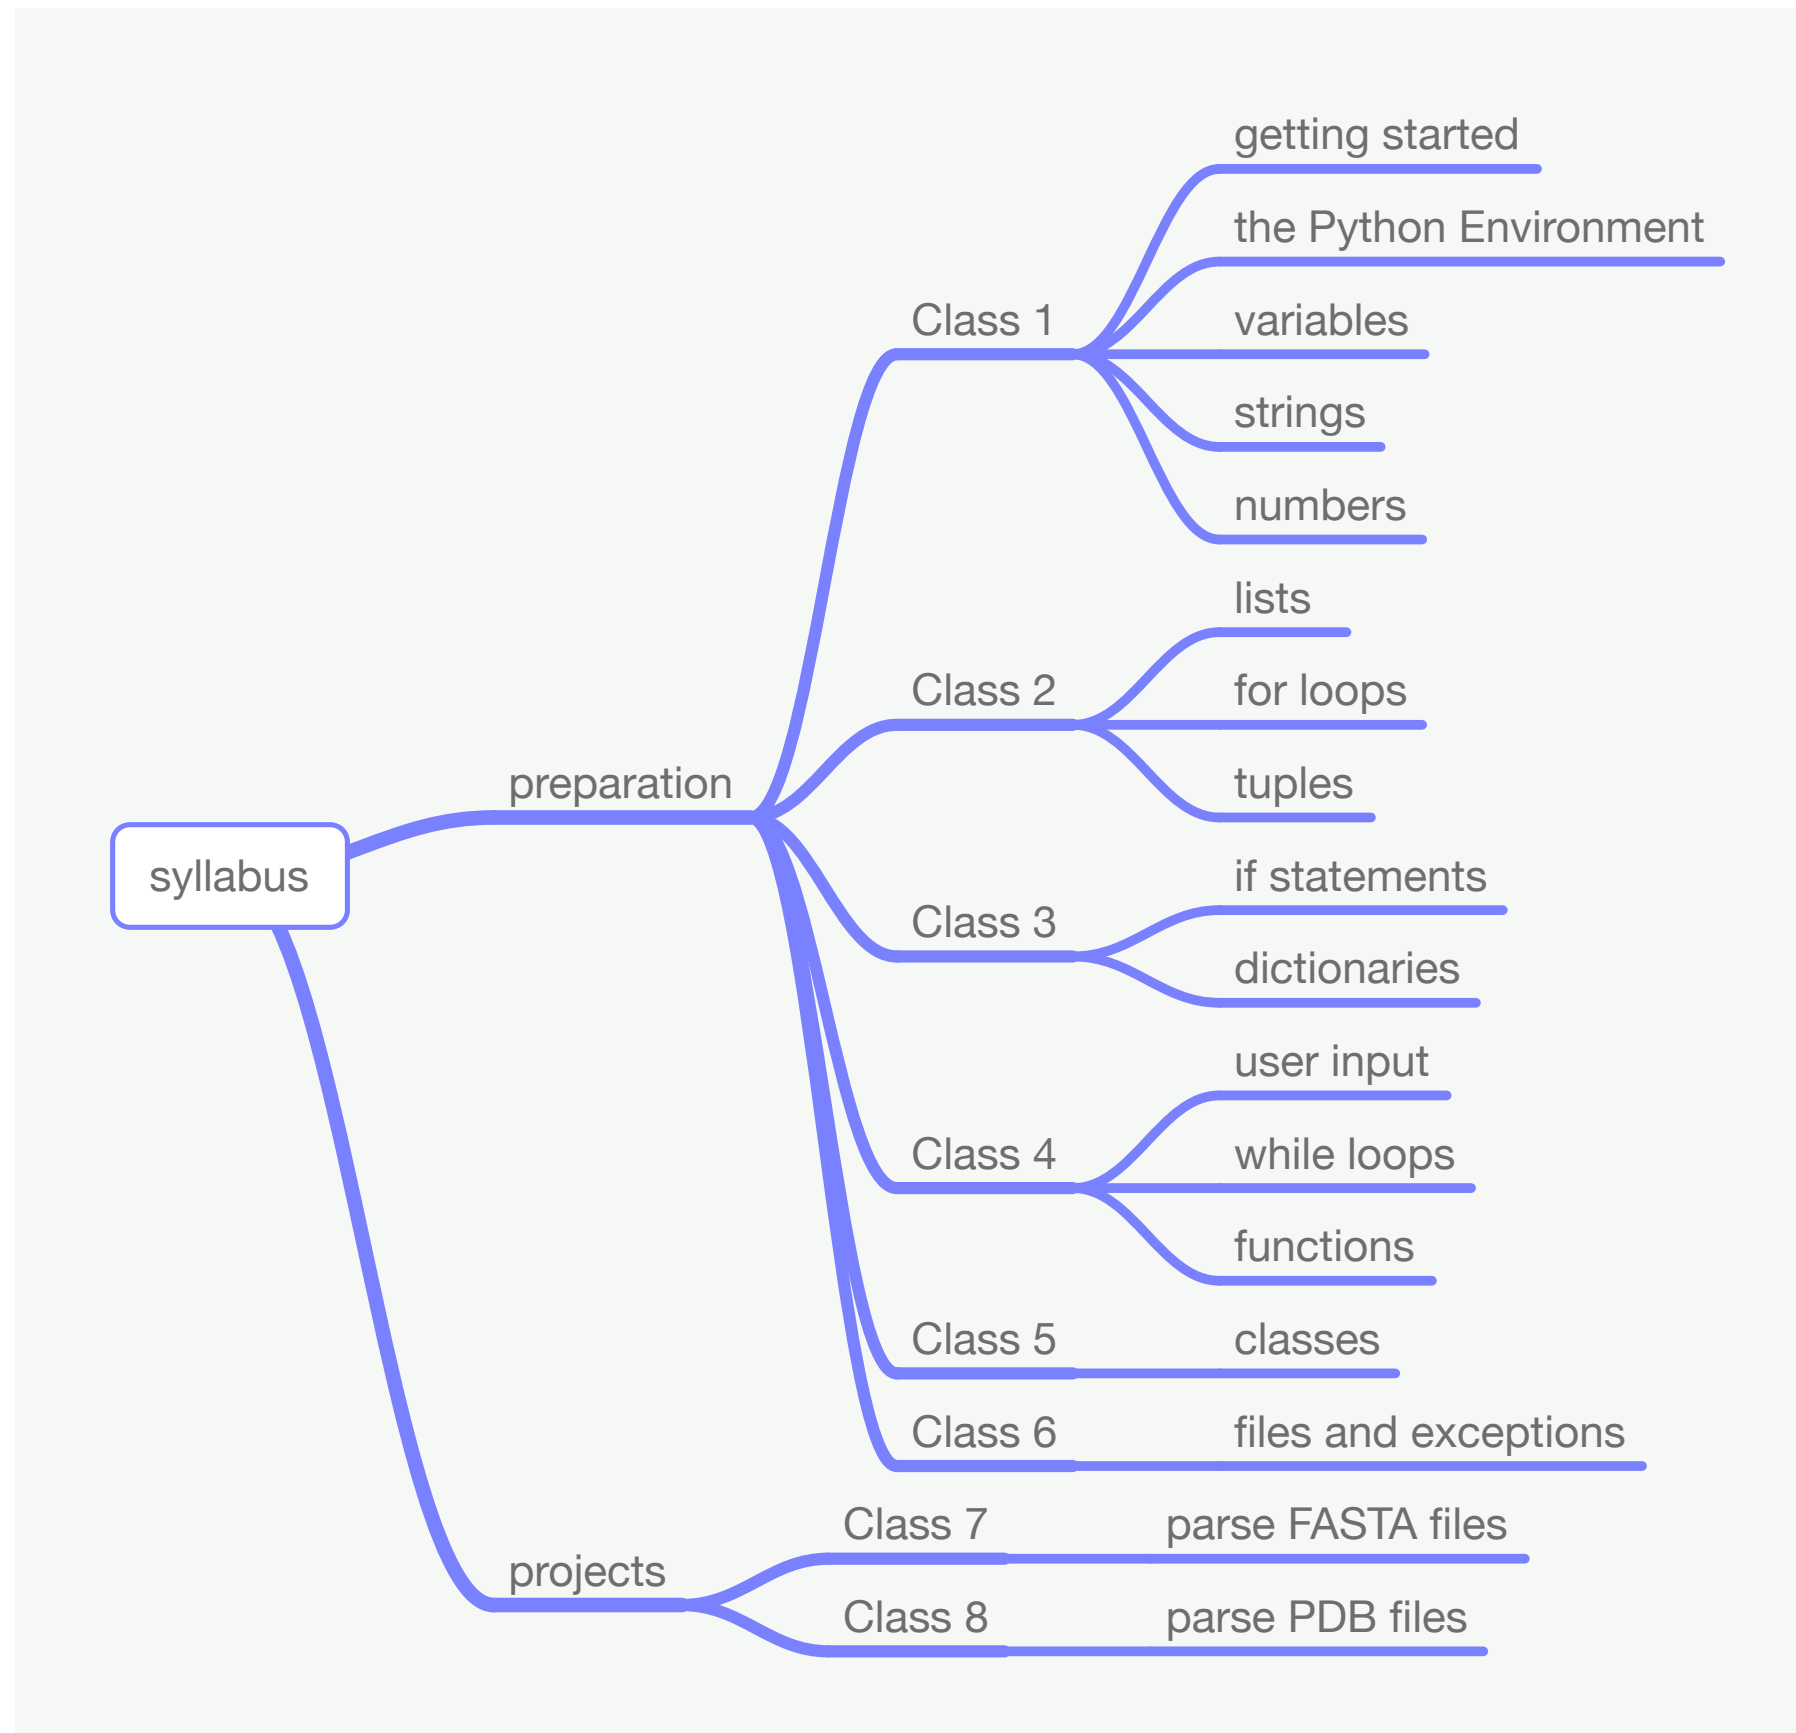 syllabus
preparation
Class 1
getting started
the Python Environment
variables
strings
numbers
Class 2
lists
for loops
tuples
Class 3
if statements
dictionaries
Class 4
user input
while loops
functions
Class 5
classes
Class 6
files and exceptions
projects
Class 7
parse FASTA files
Class 8
parse PDB files